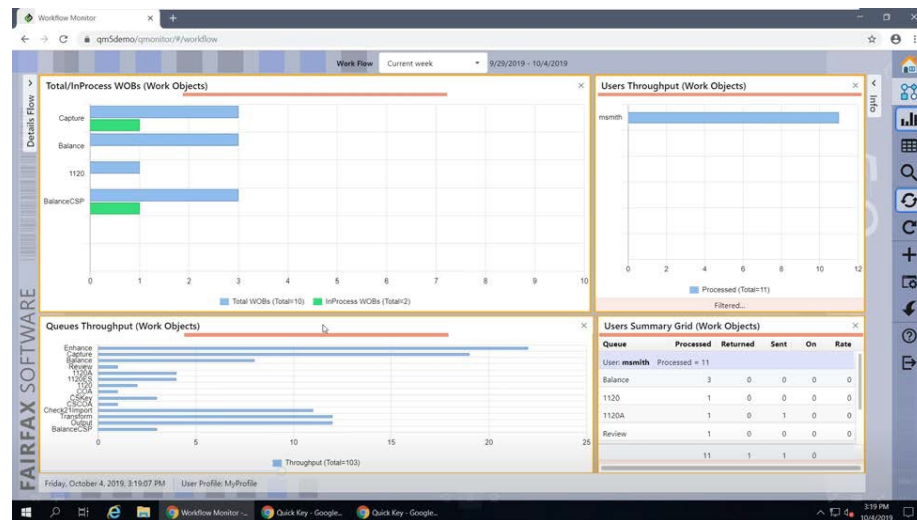 Workflow Monitor
qm5demo/qmonitor/#/workflow
Work Flow Current week 9/29/2019 - 10/4/2019
Details Flow
Info
FAIRFAX SOFTWARE
Total/InProcess WOBs (Work Objects)
Capture
Balance
1120
BalanceCSP
0 1 2 3 4 5 6 7 8 9 10
Total WOBs (Total=10) InProcess WOBs (Total=2)
Users Throughput (Work Objects)
msmith
0 2 4 6 8 10 12
Processed (Total=11)
Filtered...
Queues Throughput (Work Objects)
Enhance
Capture
Balance
Review
1120A
1120ES
1120
COA
CSKey
CSCOA
Check21Import
Transform
Output
BalanceCSP
0 5 10 15 20 25
Throughput (Total=103)
Users Summary Grid (Work Objects)
Queue Processed Returned Sent On Rate
User: msmith Processed = 11
Balance 3 0 0 0 0
1120 1 0 0 0 0
1120A 1 0 1 0 0
Review 1 0 0 0 0
11 1 1 0
Friday, October 4, 2019, 3:19:07 PM User Profile: MyProfile
Workflow Monitor -... Quick Key - Google... Quick Key - Google...
3:19 PM
10/4/2019